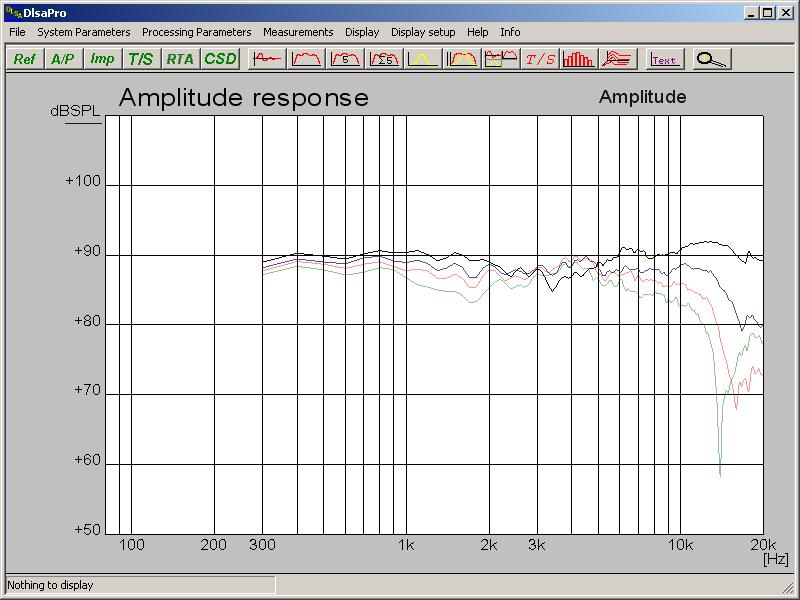 DlsaPro
File System Parameters Processing Parameters Measurements Display Display setup Help Info
Ref A/P Imp T/S RTA CSD 5 Σ5 T/S Text
Amplitude response Amplitude
dBSPL
+100
+90
+80
+70
+60
+50
100 200 300 1k 2k 3k 10k 20k
[Hz]
Nothing to display